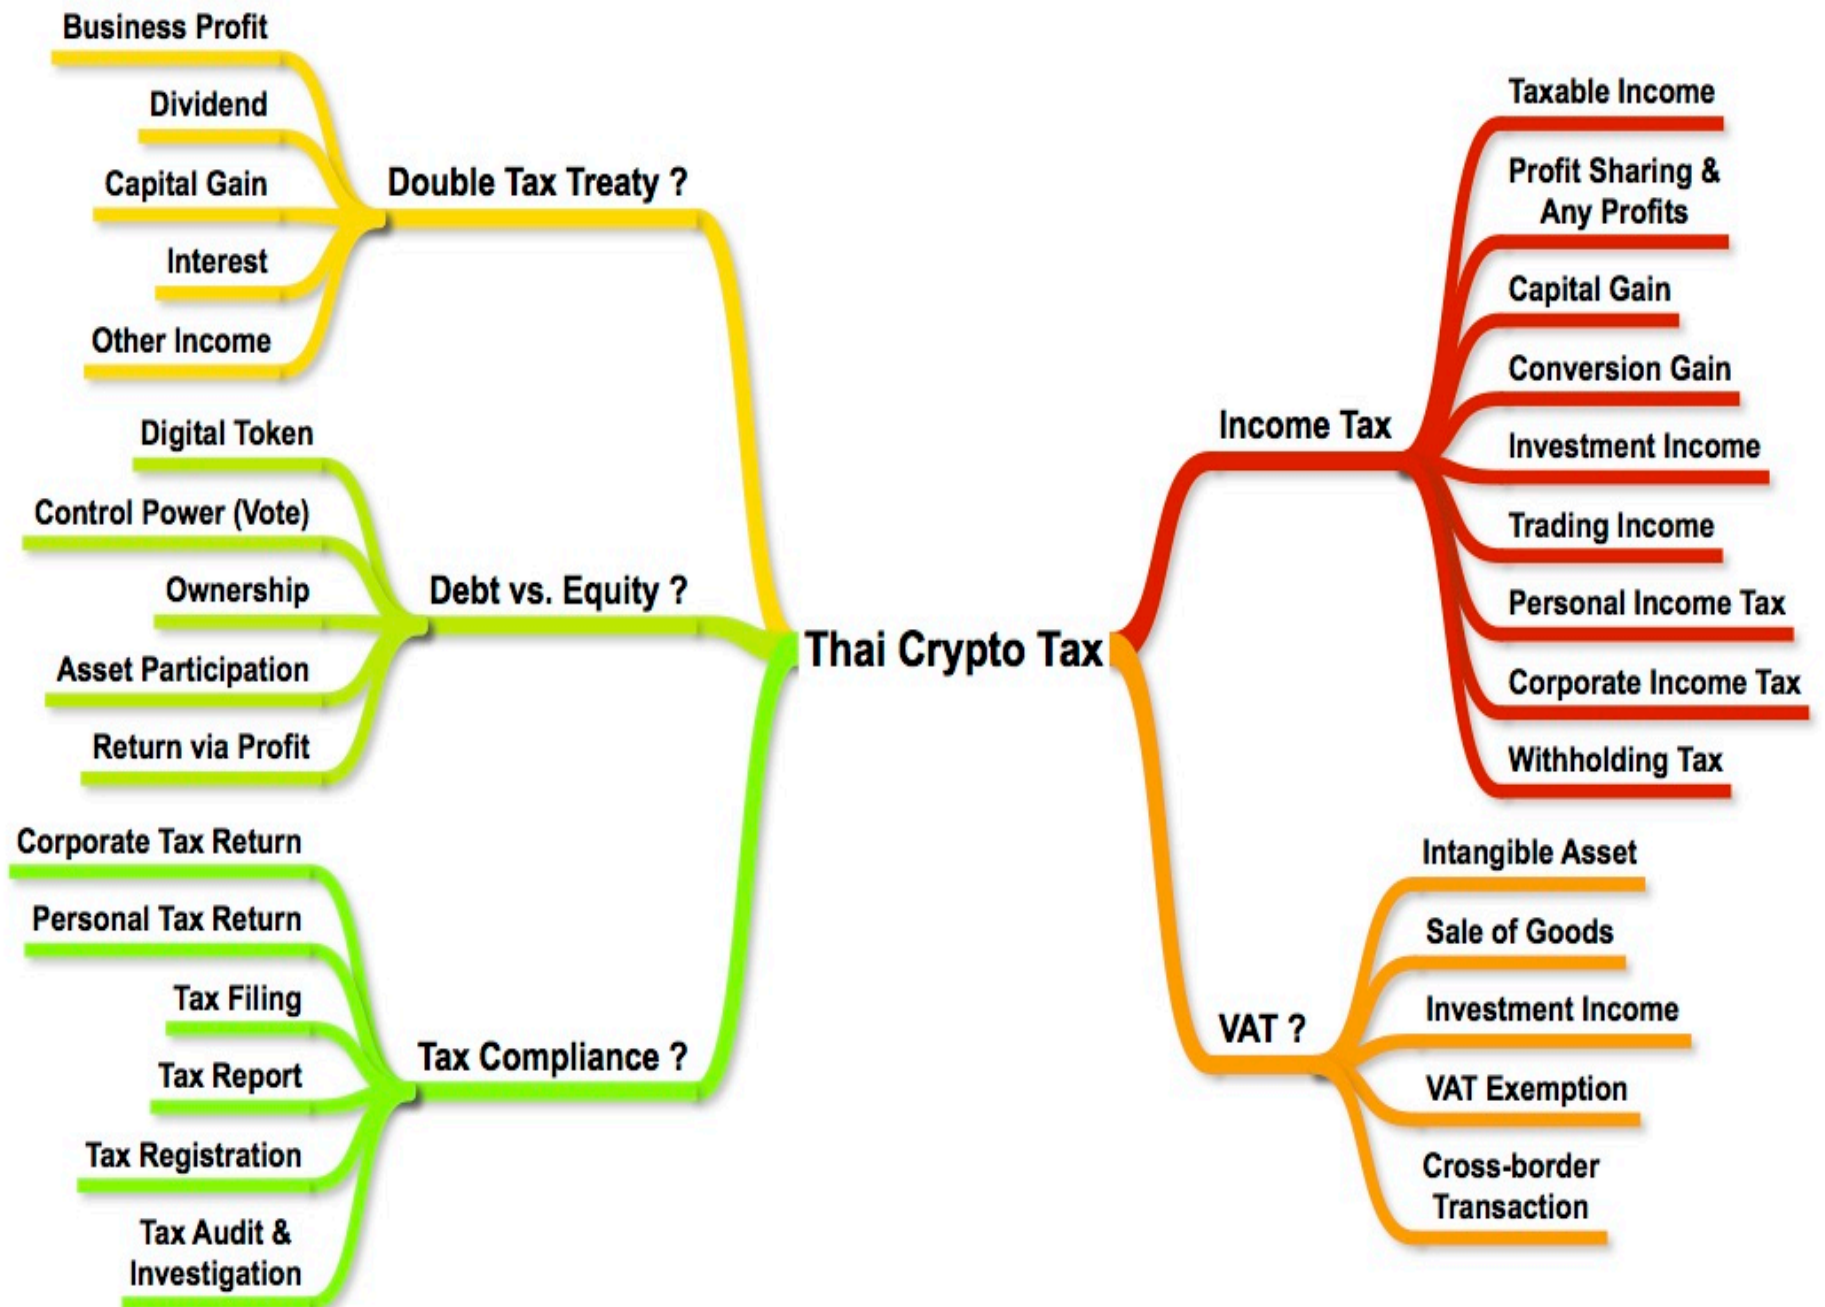 Business Profit
Dividend
Capital Gain
Interest
Other Income
Double Tax Treaty ?
Digital Token
Control Power (Vote)
Ownership
Asset Participation
Return via Profit
Debt vs. Equity ?
Corporate Tax Return
Personal Tax Return
Tax Filing
Tax Report
Tax Registration
Tax Audit &
Investigation
Tax Compliance ?
Thai Crypto Tax
Income Tax
Taxable Income
Profit Sharing &
Any Profits
Capital Gain
Conversion Gain
Investment Income
Trading Income
Personal Income Tax
Corporate Income Tax
Withholding Tax
VAT ?
Intangible Asset
Sale of Goods
Investment Income
VAT Exemption
Cross-border
Transaction